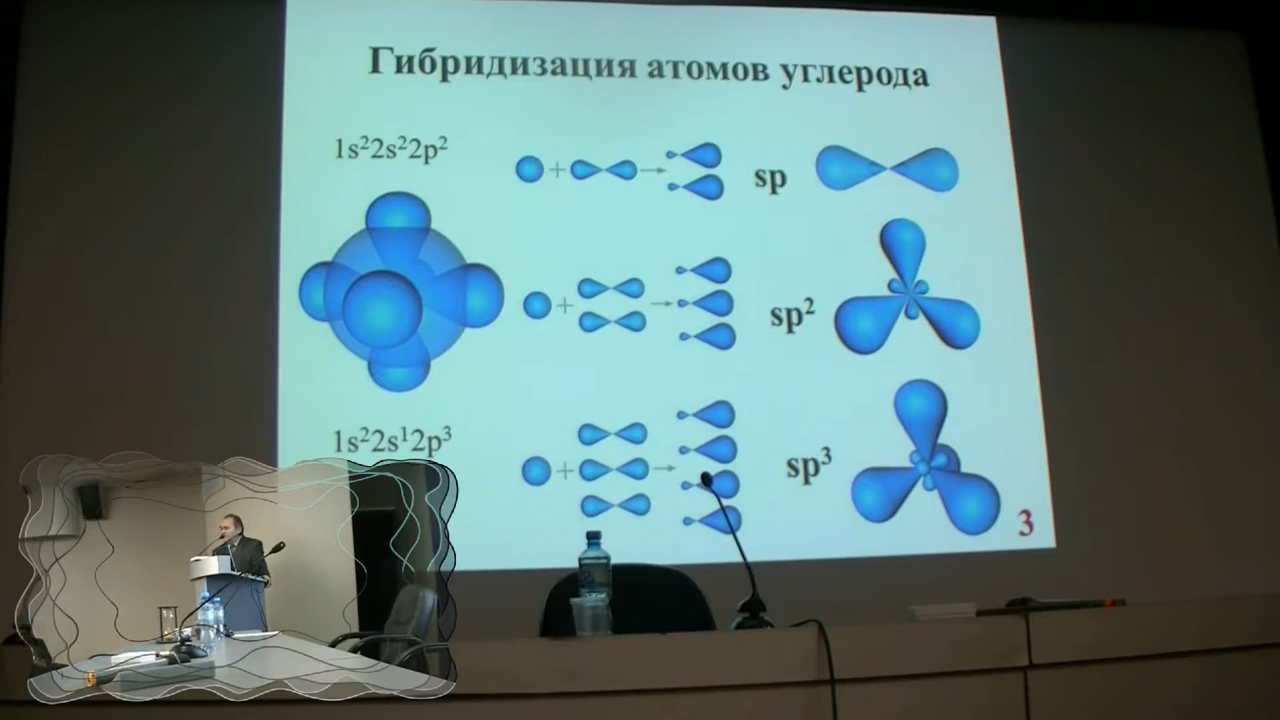 Гибридизация атомов углерода
1s²2s²2p²
sp
sp²
1s²2s¹2p³
sp³
3